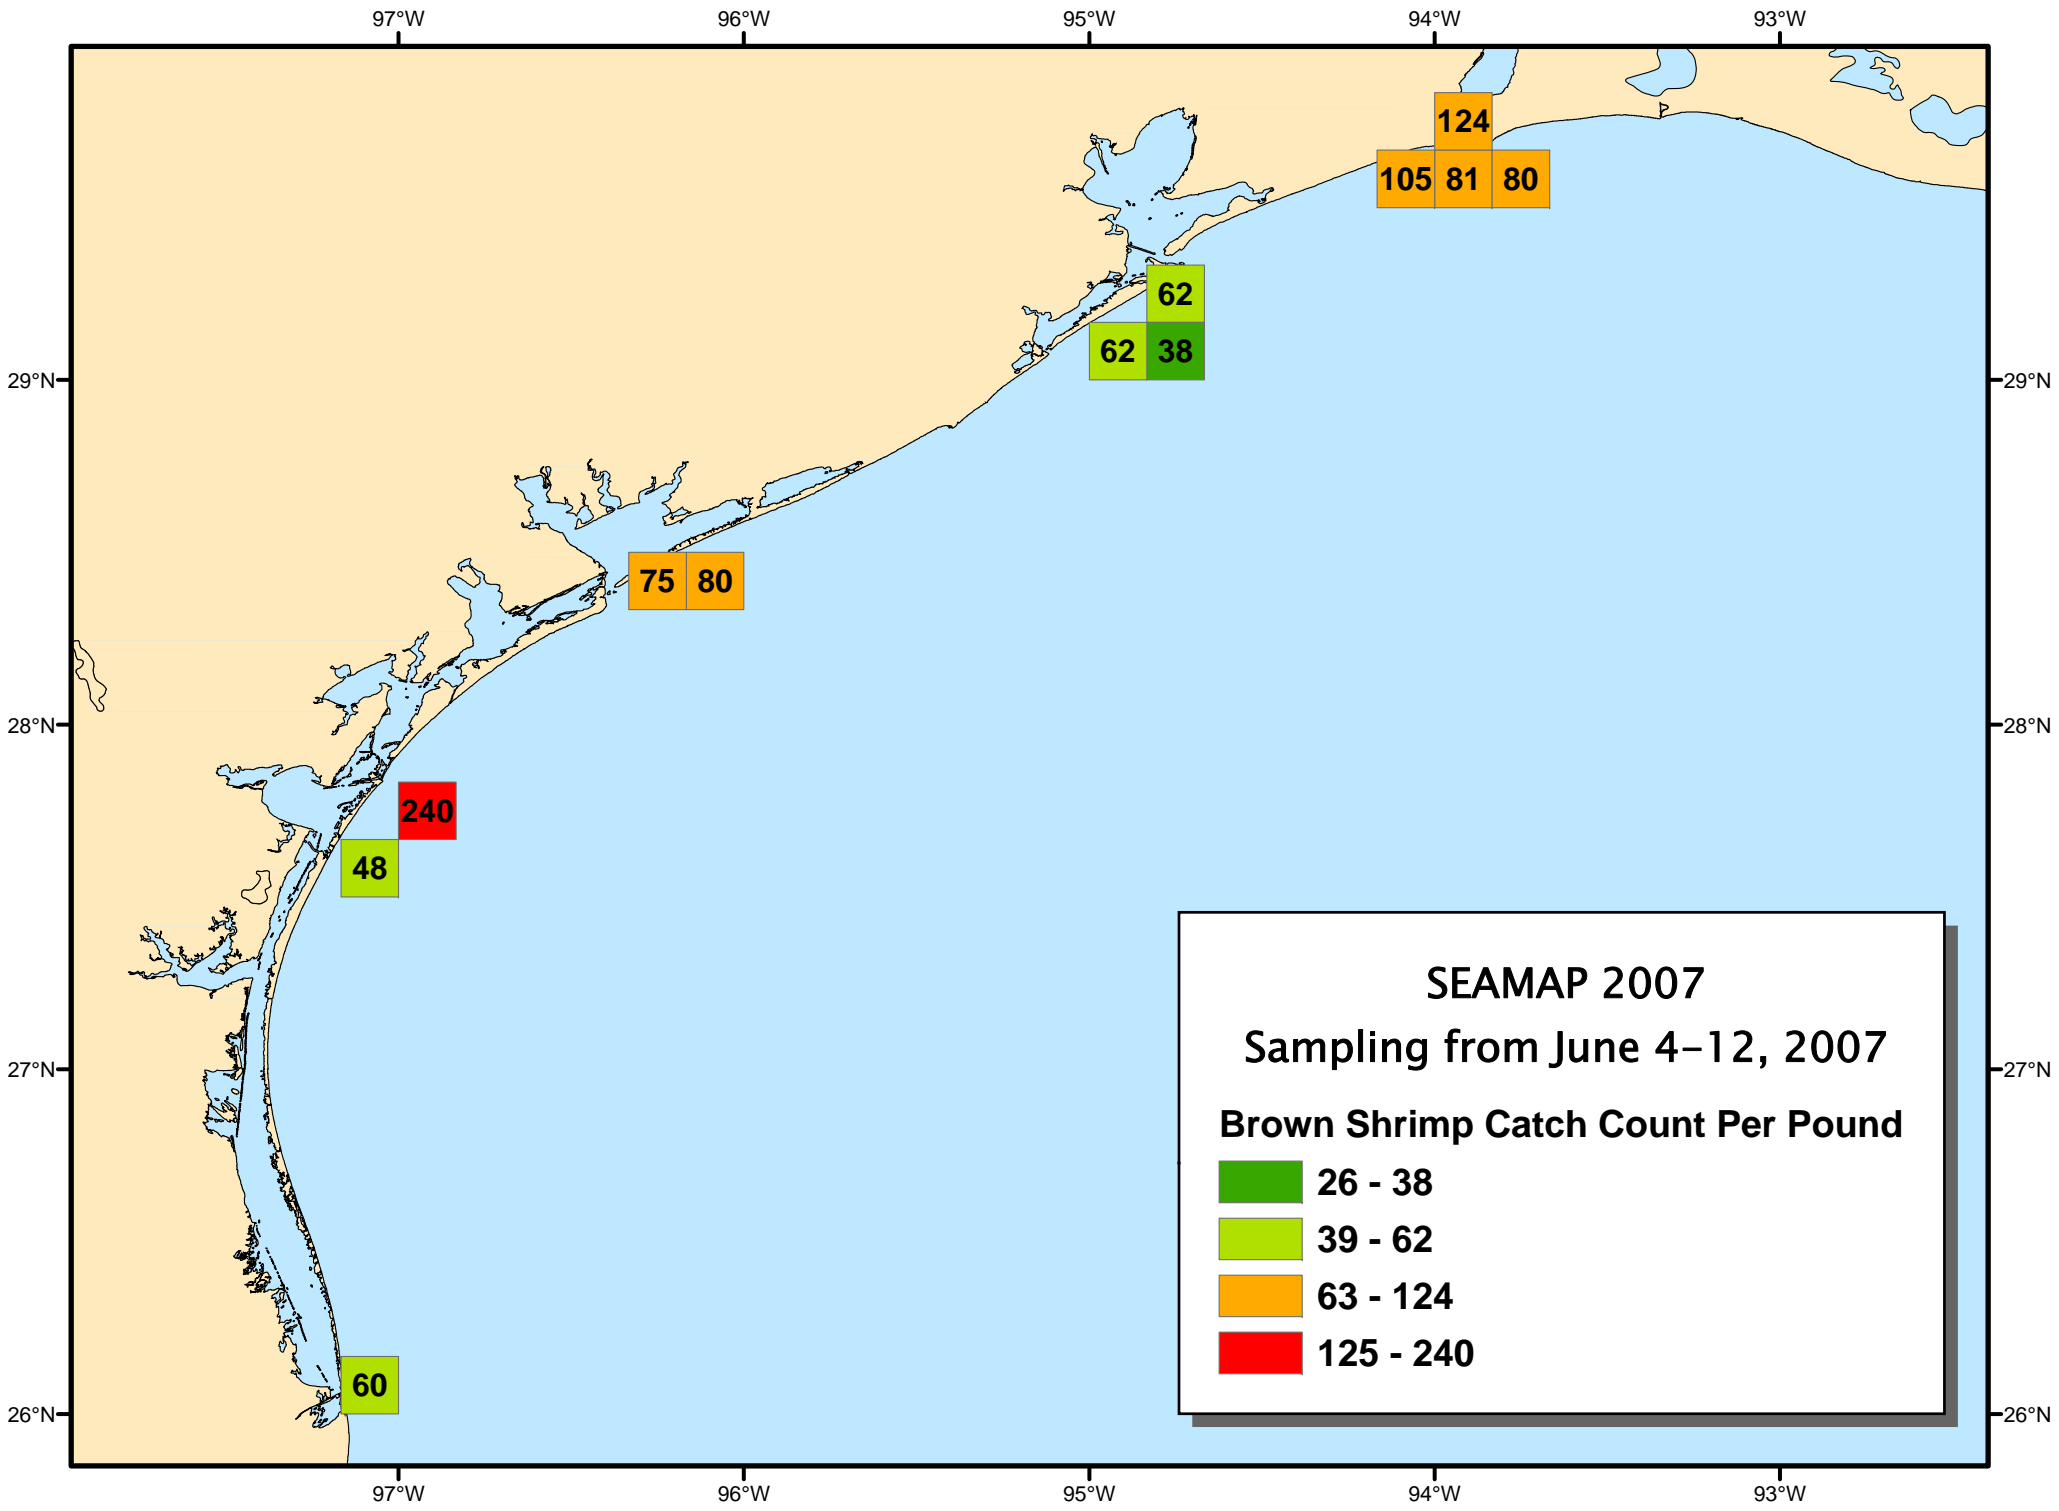 97°W 96°W 95°W 94°W 93°W
124
105 81 80
62
62 38
29°N 29°N
75 80
28°N 28°N
240
48
SEAMAP 2007
Sampling from June 4-12, 2007
27°N 27°N
Brown Shrimp Catch Count Per Pound
26 - 38
39 - 62
63 - 124
125 - 240
60
26°N 26°N
97°W 96°W 95°W 94°W 93°W